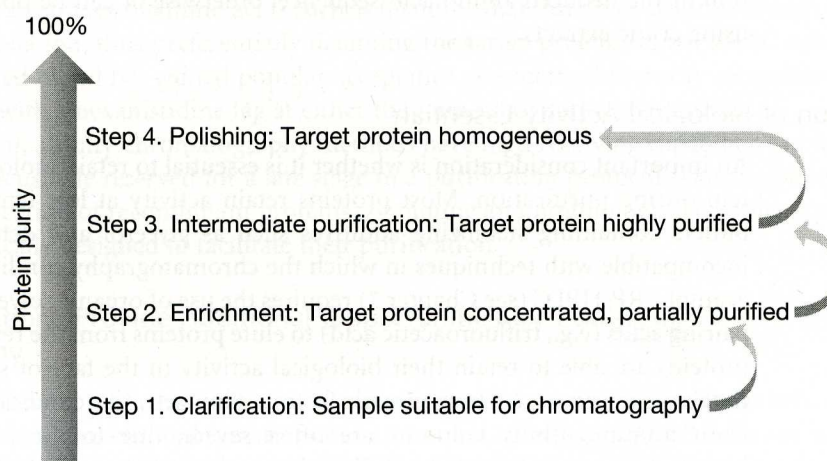 100%
Protein purity
Step 4. Polishing: Target protein homogeneous
Step 3. Intermediate purification: Target protein highly purified
Step 2. Enrichment: Target protein concentrated, partially purified
Step 1. Clarification: Sample suitable for chromatography